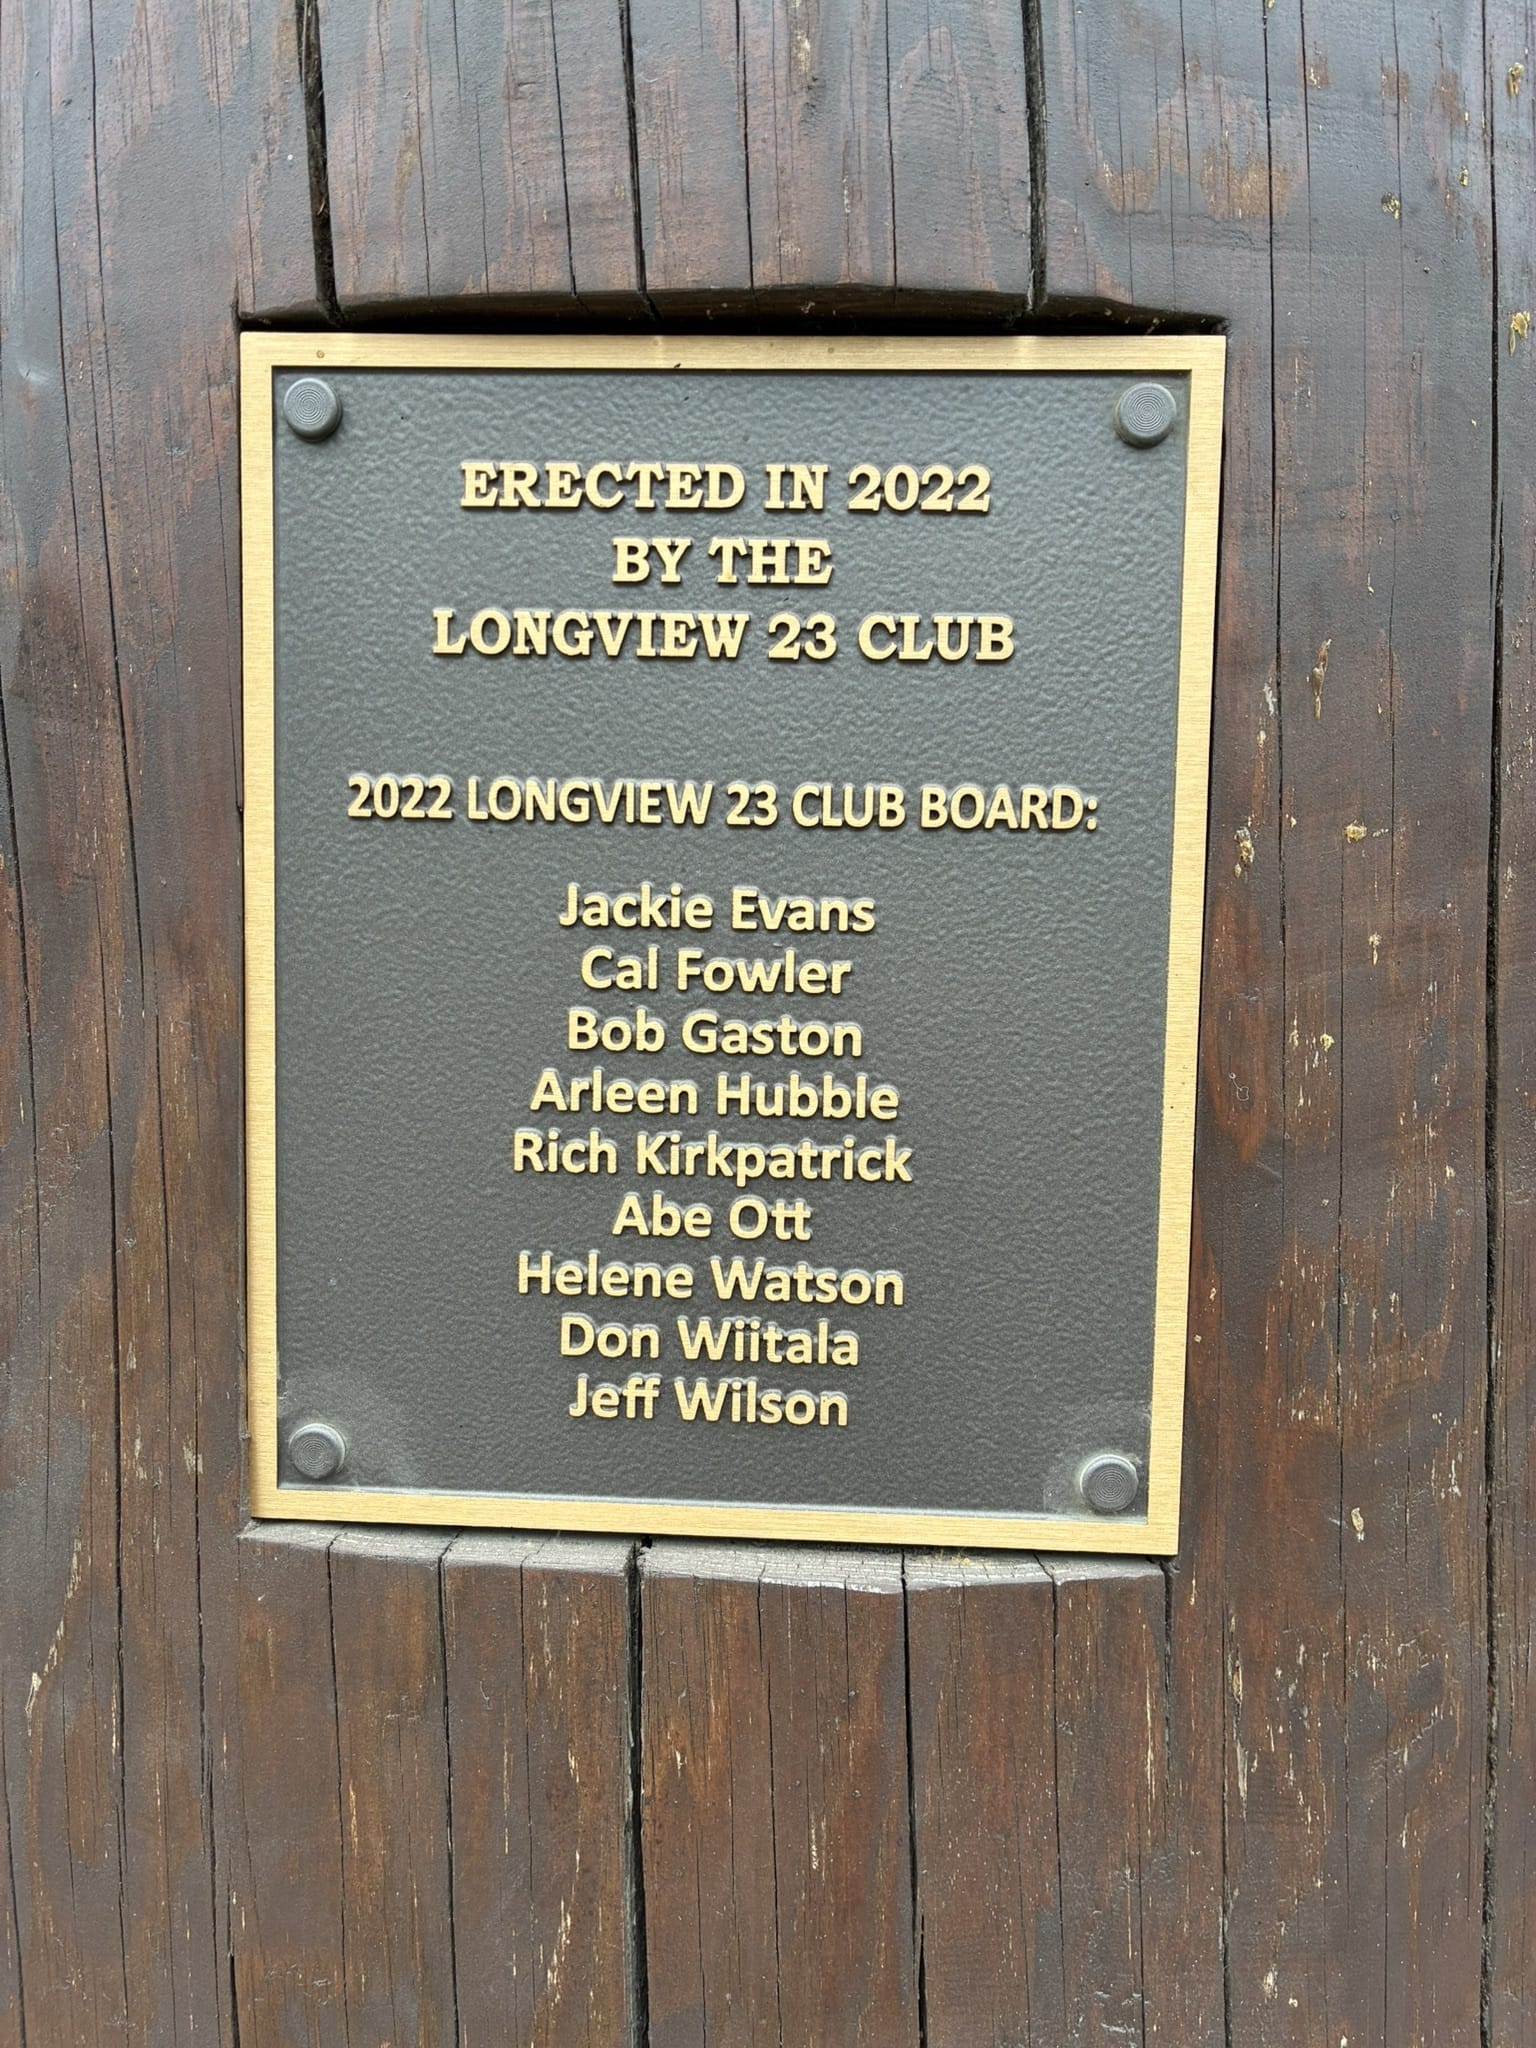 ERECTED IN 2022
BY THE
LONGVIEW 23 CLUB
2022 LONGVIEW 23 CLUB BOARD:
Jackie Evans
Cal Fowler
Bob Gaston
Arleen Hubble
Rich Kirkpatrick
Abe Ott
Helene Watson
Don Wiitala
Jeff Wilson